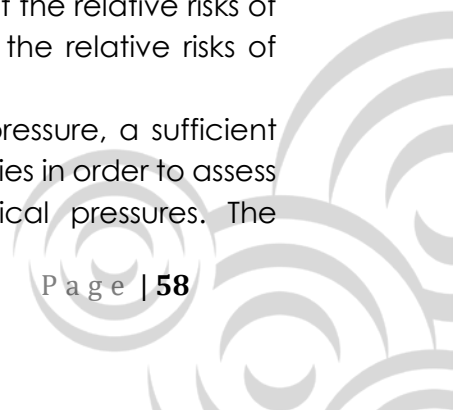 f the relative risks of
the relative risks of
ressure, a sufficient
ies in order to assess
ical pressures. The
Page | 58